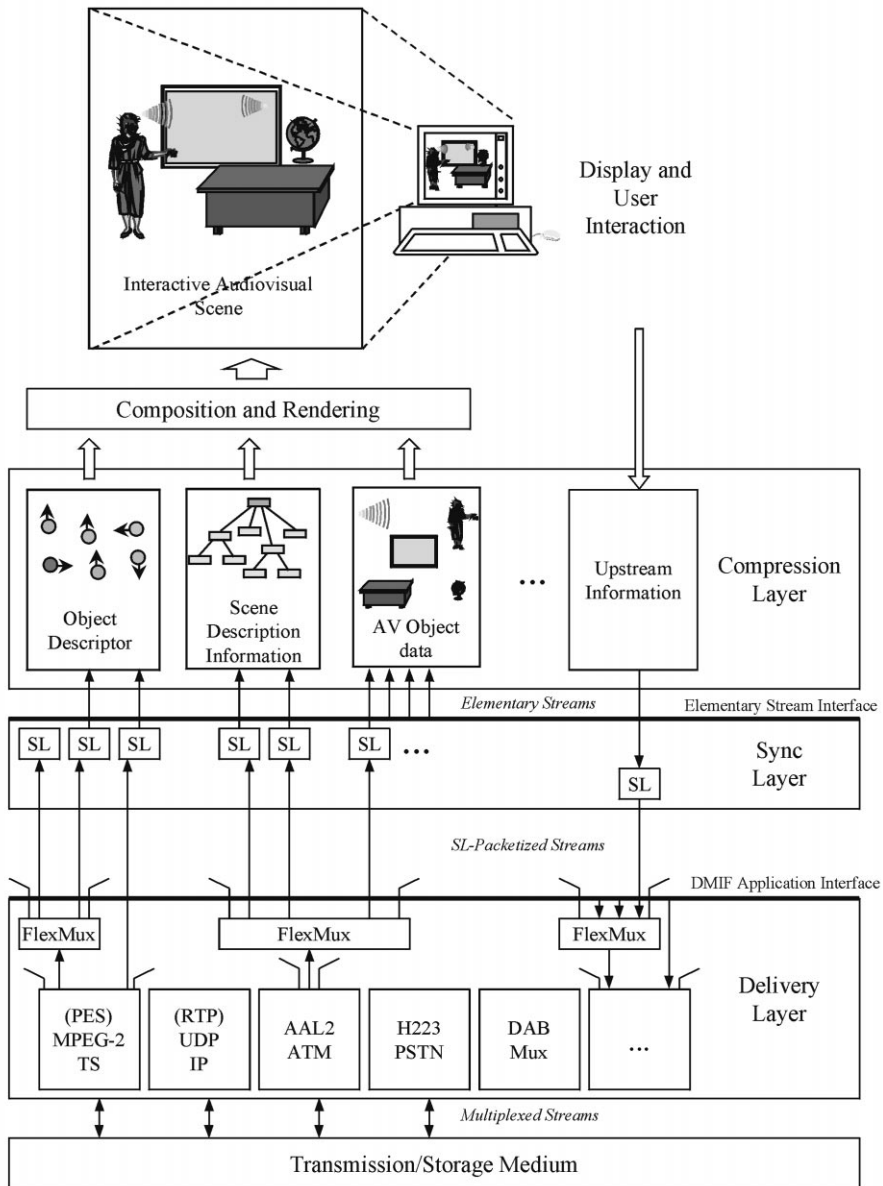 Display and
User
Interaction
Interactive Audiovisual
Scene
Composition and Rendering
Object
Descriptor
Scene
Description
Information
AV Object
data
...
Upstream
Information
Compression
Layer
Elementary Streams
Elementary Stream Interface
SL
SL
SL
SL
SL
SL
...
SL
Sync
Layer
SL-Packetized Streams
DMIF Application Interface
FlexMux
FlexMux
FlexMux
(PES)
MPEG-2
TS
(RTP)
UDP
IP
AAL2
ATM
H223
PSTN
DAB
Mux
...
Delivery
Layer
Multiplexed Streams
Transmission/Storage Medium